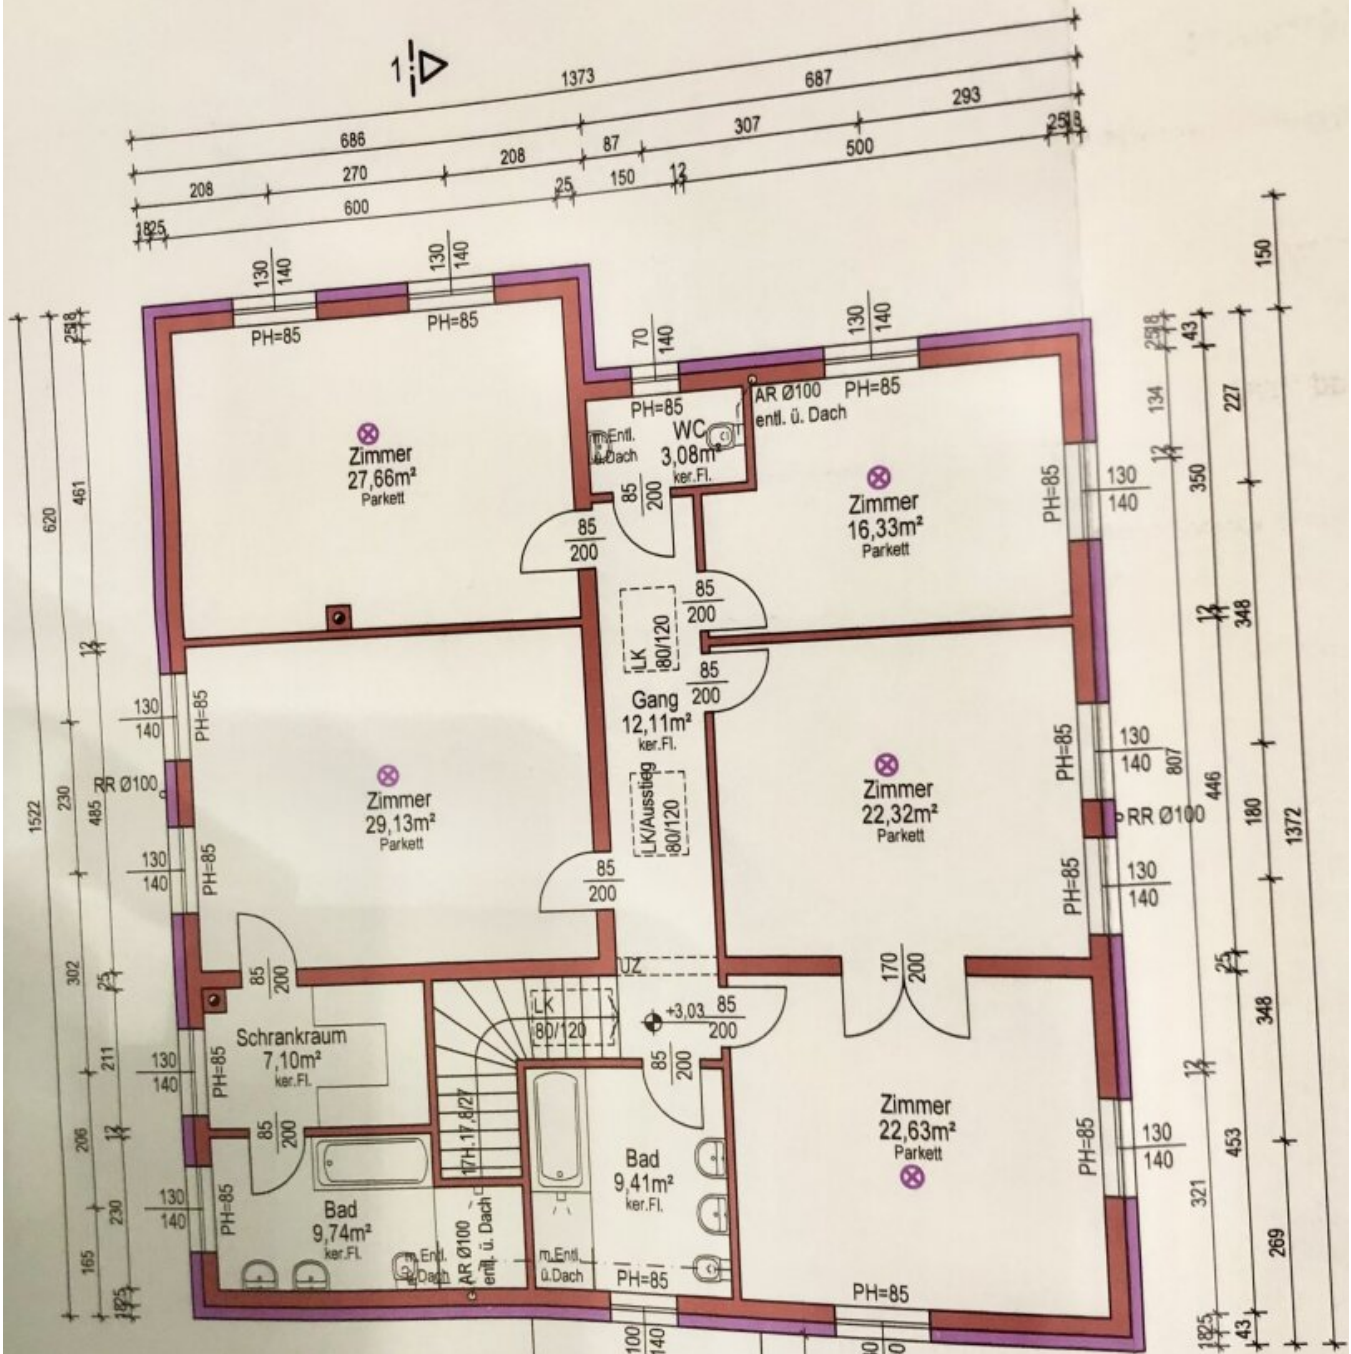 1
1373
686
687
208
270
208
87
307
293
600
25
150
12
500
25
18
18
25
130
140
130
140
70
140
130
140
PH=85
PH=85
PH=85
PH=85
AR Ø100
entl. ü. Dach
Zimmer
27,66m²
Parkett
m.Entl.
ü.Dach
WC
3,08m²
ker.Fl.
85
200
85
200
Zimmer
16,33m²
Parkett
PH=85
130
140
85
200
LK
80/120
85
200
Gang
12,11m²
ker.Fl.
LK/Ausstieg
80/120
130
140
PH=85
RR Ø100
130
140
PH=85
Zimmer
29,13m²
Parkett
85
200
Zimmer
22,32m²
Parkett
PH=85
130
140
RR Ø100
PH=85
130
140
85
200
UZ
170
200
LK
80/120
+3,03
85
200
85
200
Schrankraum
7,10m²
ker.Fl.
130
140
PH=85
85
200
17H,17,8/27
Zimmer
22,63m²
Parkett
PH=85
130
140
130
140
PH=85
Bad
9,74m²
ker.Fl.
m.Entl.
ü.Dach
AR Ø100
entl. ü. Dach
Bad
9,41m²
ker.Fl.
m.Entl.
ü.Dach
PH=85
PH=85
100
140
1522
620
230
302
206
165
25
18
461
12
485
25
211
12
230
18
25
150
25
18
43
134
12
227
350
12
348
807
446
180
1372
25
348
12
453
321
269
18
25
43